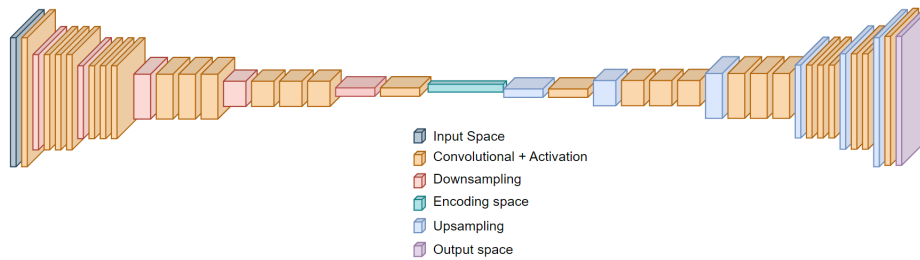 Input Space
Convolutional + Activation
Downsampling
Encoding space
Upsampling
Output space